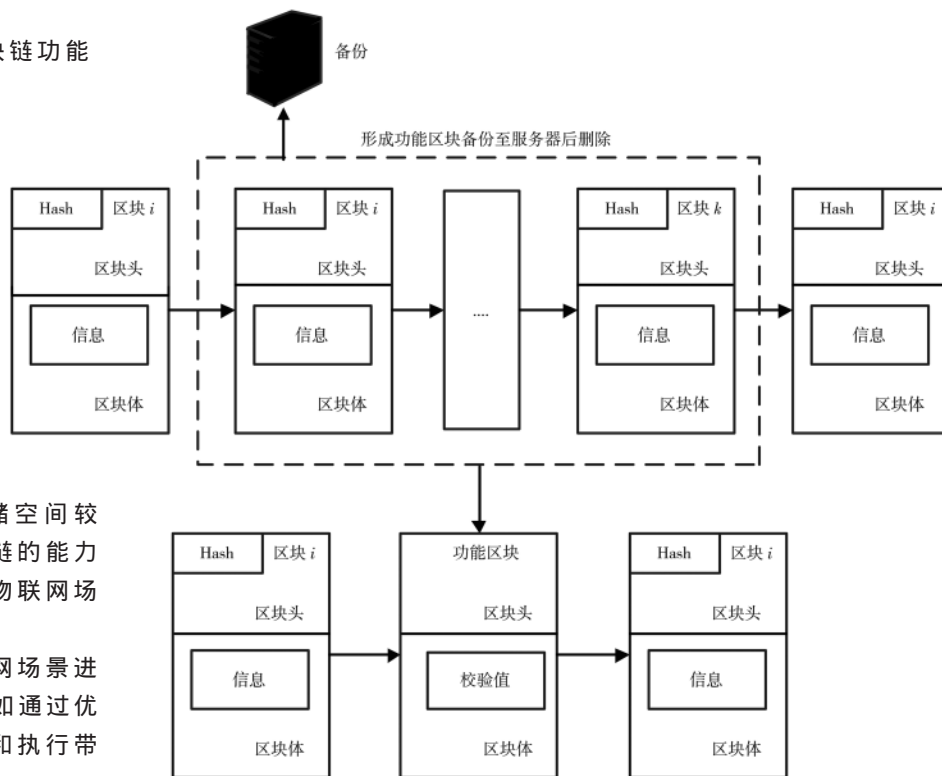 块链功能
备份
形成功能区块备份至服务器后删除
Hash 区块 i
区块头
信息
区块体
Hash 区块 i
区块头
信息
区块体
....
Hash 区块 k
区块头
信息
区块体
Hash 区块 i
区块头
信息
区块体
储空间较
链的能力
物联网场
网场景进
如通过优
和执行带
Hash 区块 i
区块头
信息
区块体
功能区块
区块头
校验值
区块体
Hash 区块 i
区块头
信息
区块体